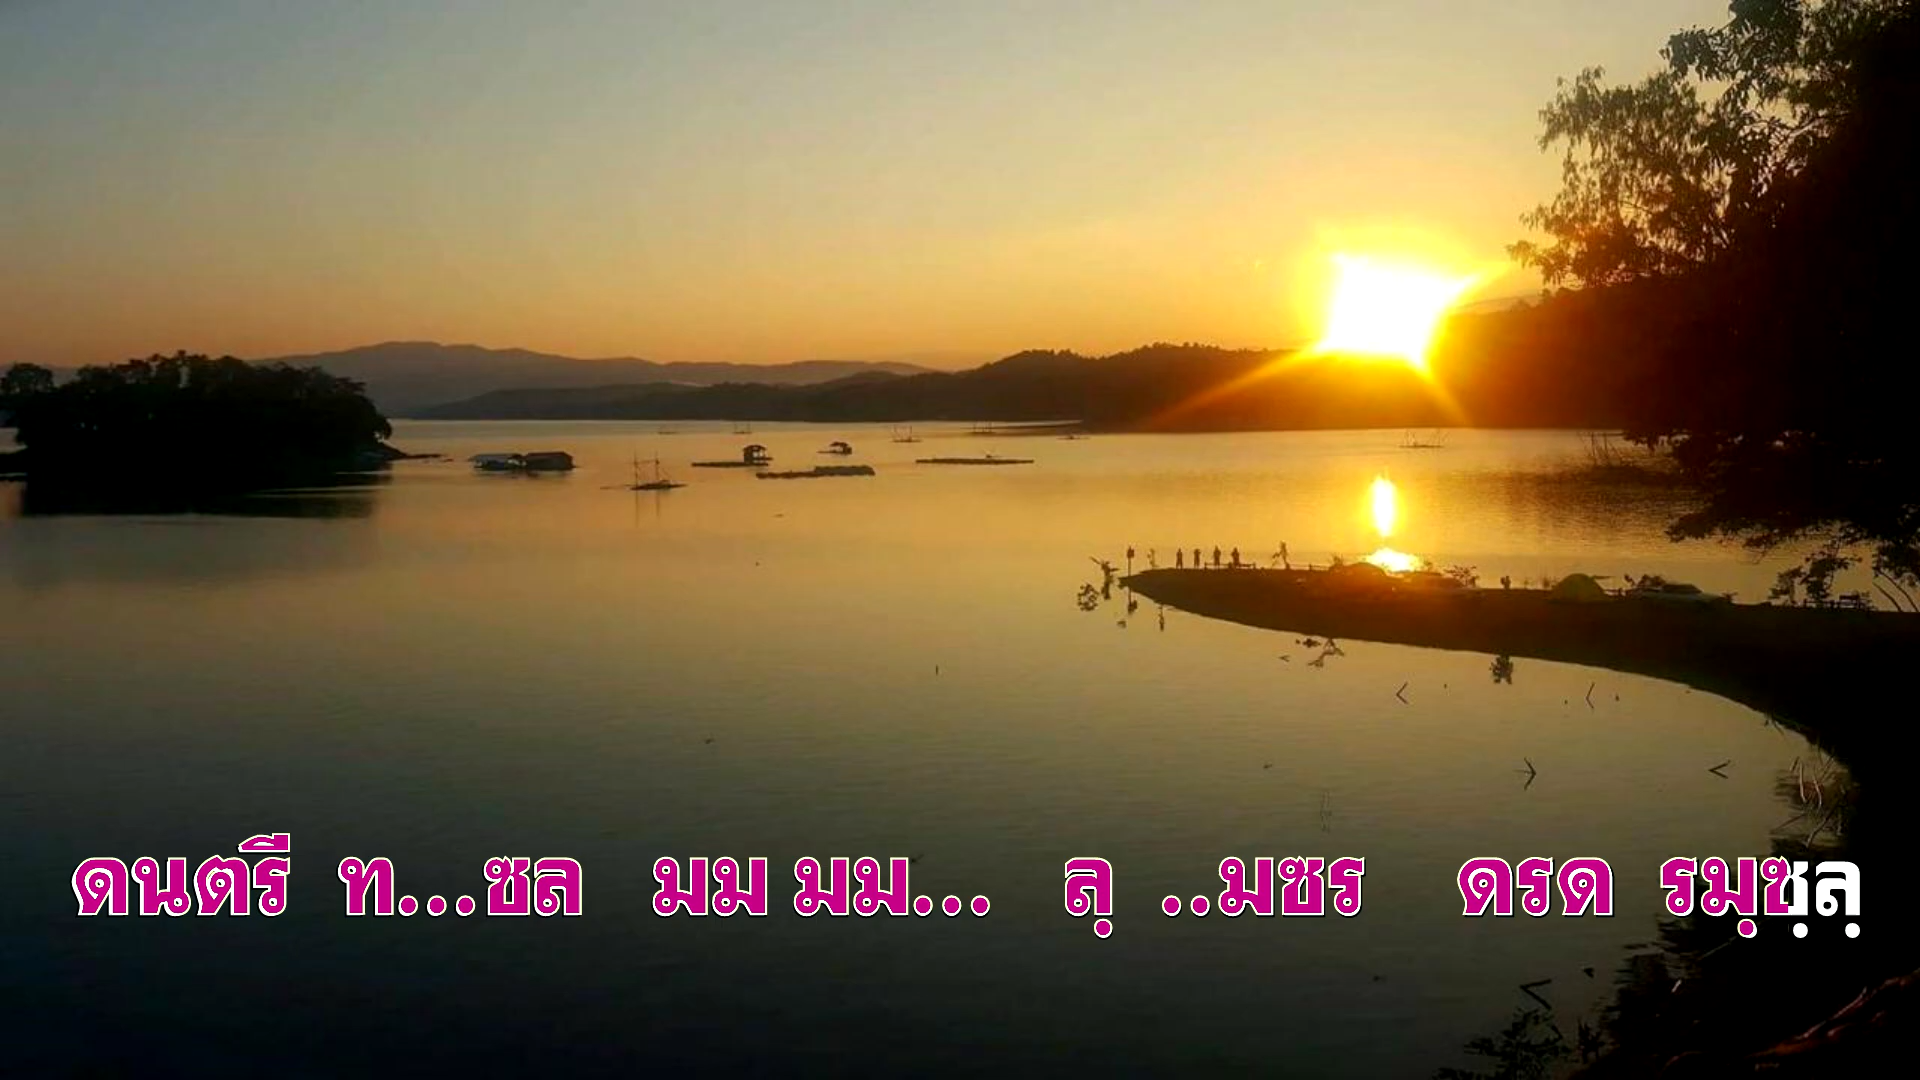 ดนตรี ท...ซล มม มม... ลฺ ..มซร ดรด รมฺซฺลฺ